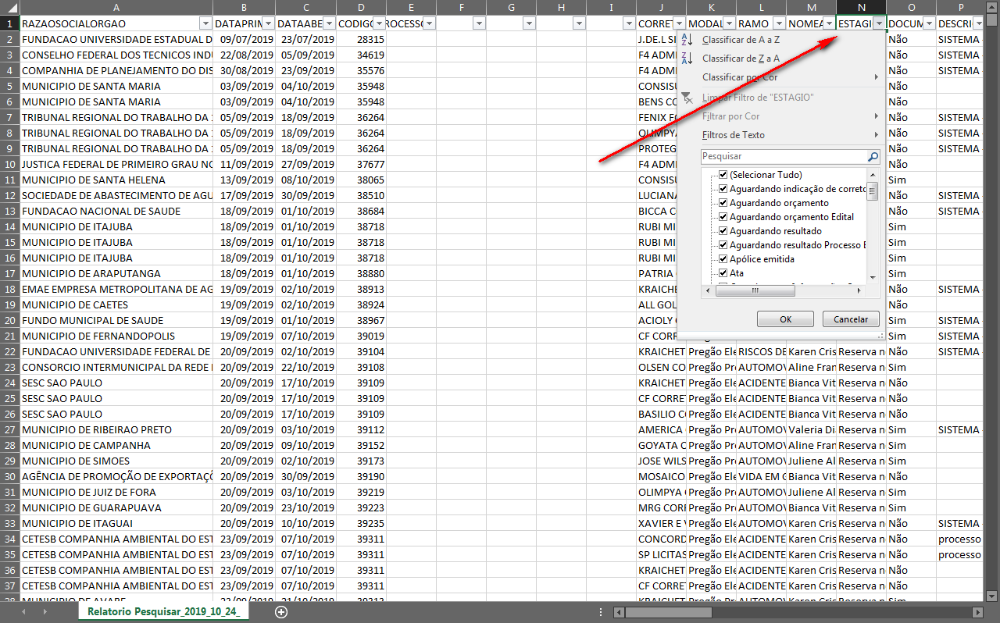 A B C D E F G H I J K L M N O P
1 RAZAOSOCIALORGAO DATAPRIM DATAABE CODIGO ROCESSO CORRET MODAL RAMO NOMEA ESTAGI DOCUM DESCRI
2 FUNDACAO UNIVERSIDADE ESTADUAL D 09/07/2019 23/07/2019 28315 J.DE.L SI Não SISTEMA
3 CONSELHO FEDERAL DOS TECNICOS IND 22/08/2019 05/09/2019 34619 F4 ADMI Não SISTEMA
4 COMPANHIA DE PLANEJAMENTO DO DIS 30/08/2019 23/09/2019 35576 F4 ADMI Não SISTEMA
5 MUNICIPIO DE SANTA MARIA 03/09/2019 04/10/2019 35948 CONSISU Não
6 MUNICIPIO DE SANTA MARIA 03/09/2019 04/10/2019 35948 BENS CO Não
7 TRIBUNAL REGIONAL DO TRABALHO DA 05/09/2019 18/09/2019 36264 FENIX FO Não SISTEMA
8 TRIBUNAL REGIONAL DO TRABALHO DA 05/09/2019 18/09/2019 36264 OLIMPYA Não SISTEMA
9 TRIBUNAL REGIONAL DO TRABALHO DA 05/09/2019 18/09/2019 36264 PROTEG Não SISTEMA
10 JUSTICA FEDERAL DE PRIMEIRO GRAU NO 11/09/2019 27/09/2019 37677 F4 ADMI Não
11 MUNICIPIO DE SANTA HELENA 13/09/2019 08/10/2019 38065 CONSISU Sim
12 SOCIEDADE DE ABASTECIMENTO DE AGU 17/09/2019 30/09/2019 38510 LUCIANA Não SISTEMA
13 FUNDACAO NACIONAL DE SAUDE 18/09/2019 01/10/2019 38684 BICCA C Não SISTEMA
14 MUNICIPIO DE ITAJUBA 18/09/2019 01/10/2019 38718 RUBI MI Sim
15 MUNICIPIO DE ITAJUBA 18/09/2019 01/10/2019 38718 RUBI MI Sim
16 MUNICIPIO DE ITAJUBA 18/09/2019 01/10/2019 38718 RUBI MI Sim
17 MUNICIPIO DE ARAPUTANGA 18/09/2019 01/10/2019 38880 PATRIA Sim
18 EMAE EMPRESA METROPOLITANA DE AG 19/09/2019 01/10/2019 38913 KRAICHE Não SISTEMA
19 MUNICIPIO DE CAETES 19/09/2019 02/10/2019 38924 ALL GOL Não
20 FUNDO MUNICIPAL DE SAUDE 19/09/2019 01/10/2019 38967 ACIOLY Sim SISTEMA
21 MUNICIPIO DE FERNANDOPOLIS 19/09/2019 07/10/2019 39019 CF CORR Sim SISTEMA
22 FUNDACAO UNIVERSIDADE FEDERAL DE 20/09/2019 02/10/2019 39104 KRAICHET Pregão Ele RISCOS DE Karen Cris Reserva n Não SISTEMA
23 CONSORCIO INTERMUNICIPAL DA REDE 20/09/2019 22/10/2019 39108 OLSEN CO Pregão Ele AUTOMOV Aline Fran Reserva n Sim
24 SESC SAO PAULO 20/09/2019 17/10/2019 39109 KRAICHET Pregão Ele ACIDENTE Bianca Vit Reserva n Não
25 SESC SAO PAULO 20/09/2019 17/10/2019 39109 CF CORRET Pregão Ele ACIDENTE Bianca Vit Reserva n Não
26 SESC SAO PAULO 20/09/2019 17/10/2019 39109 BASILIO CO Pregão Ele ACIDENTE Bianca Vit Reserva n Não
27 MUNICIPIO DE RIBEIRAO PRETO 20/09/2019 03/10/2019 39112 AMERICA Pregão Pre AUTOMOV Valeria Di Reserva n Sim SISTEMA
28 MUNICIPIO DE CAMPANHA 20/09/2019 09/10/2019 39152 GOYATA C Pregão Pre AUTOMOV Aline Fran Reserva n Sim
29 MUNICIPIO DE SIMOES 20/09/2019 02/10/2019 39173 JOSE WILS Pregão Pre AUTOMOV Juliene Al Reserva n Sim
30 AGÊNCIA DE PROMOÇÃO DE EXPORTAÇÕ 20/09/2019 30/09/2019 39190 MOSAICO Pregão Ele VIDA EM G Bianca Vit Reserva n Não
31 MUNICIPIO DE JUIZ DE FORA 20/09/2019 03/10/2019 39219 OLIMPYA Pregão Pre AUTOMOV Juliene Al Reserva n Sim
32 MUNICIPIO DE GUARAPUAVA 20/09/2019 23/10/2019 39223 MRG CORR Pregão Pre AUTOMOV Bianca Vit Reserva n Sim
33 MUNICIPIO DE ITAGUAI 20/09/2019 10/10/2019 39235 XAVIER E V Pregão Pre AUTOMOV Karen Cris Reserva n Não SISTEMA
34 CETESB COMPANHIA AMBIENTAL DO EST 23/09/2019 07/10/2019 39311 CONCORD Pregão Ele ACIDENTE Karen Cris Reserva n Não processo
35 CETESB COMPANHIA AMBIENTAL DO EST 23/09/2019 07/10/2019 39311 SP LICITAS Pregão Ele ACIDENTE Karen Cris Reserva n Não processo
36 CETESB COMPANHIA AMBIENTAL DO EST 23/09/2019 07/10/2019 39311 KRAICHET Pregão Ele ACIDENTE Karen Cris Reserva n Não
37 CETESB COMPANHIA AMBIENTAL DO EST 23/09/2019 07/10/2019 39311 CF CORRET Pregão Ele ACIDENTE Karen Cris Reserva n Não
Classificar de A a Z
Classificar de Z a A
Classificar por Cor
Limpar Filtro de "ESTAGIO"
Filtrar por Cor
Filtros de Texto
Pesquisar
(Selecionar Tudo)
Aguardando indicação de correto
Aguardando orçamento
Aguardando orçamento Edital
Aguardando resultado
Aguardando resultado Processo E
Apólice emitida
Ata
OK Cancelar
Relatorio Pesquisar_2019_10_24_